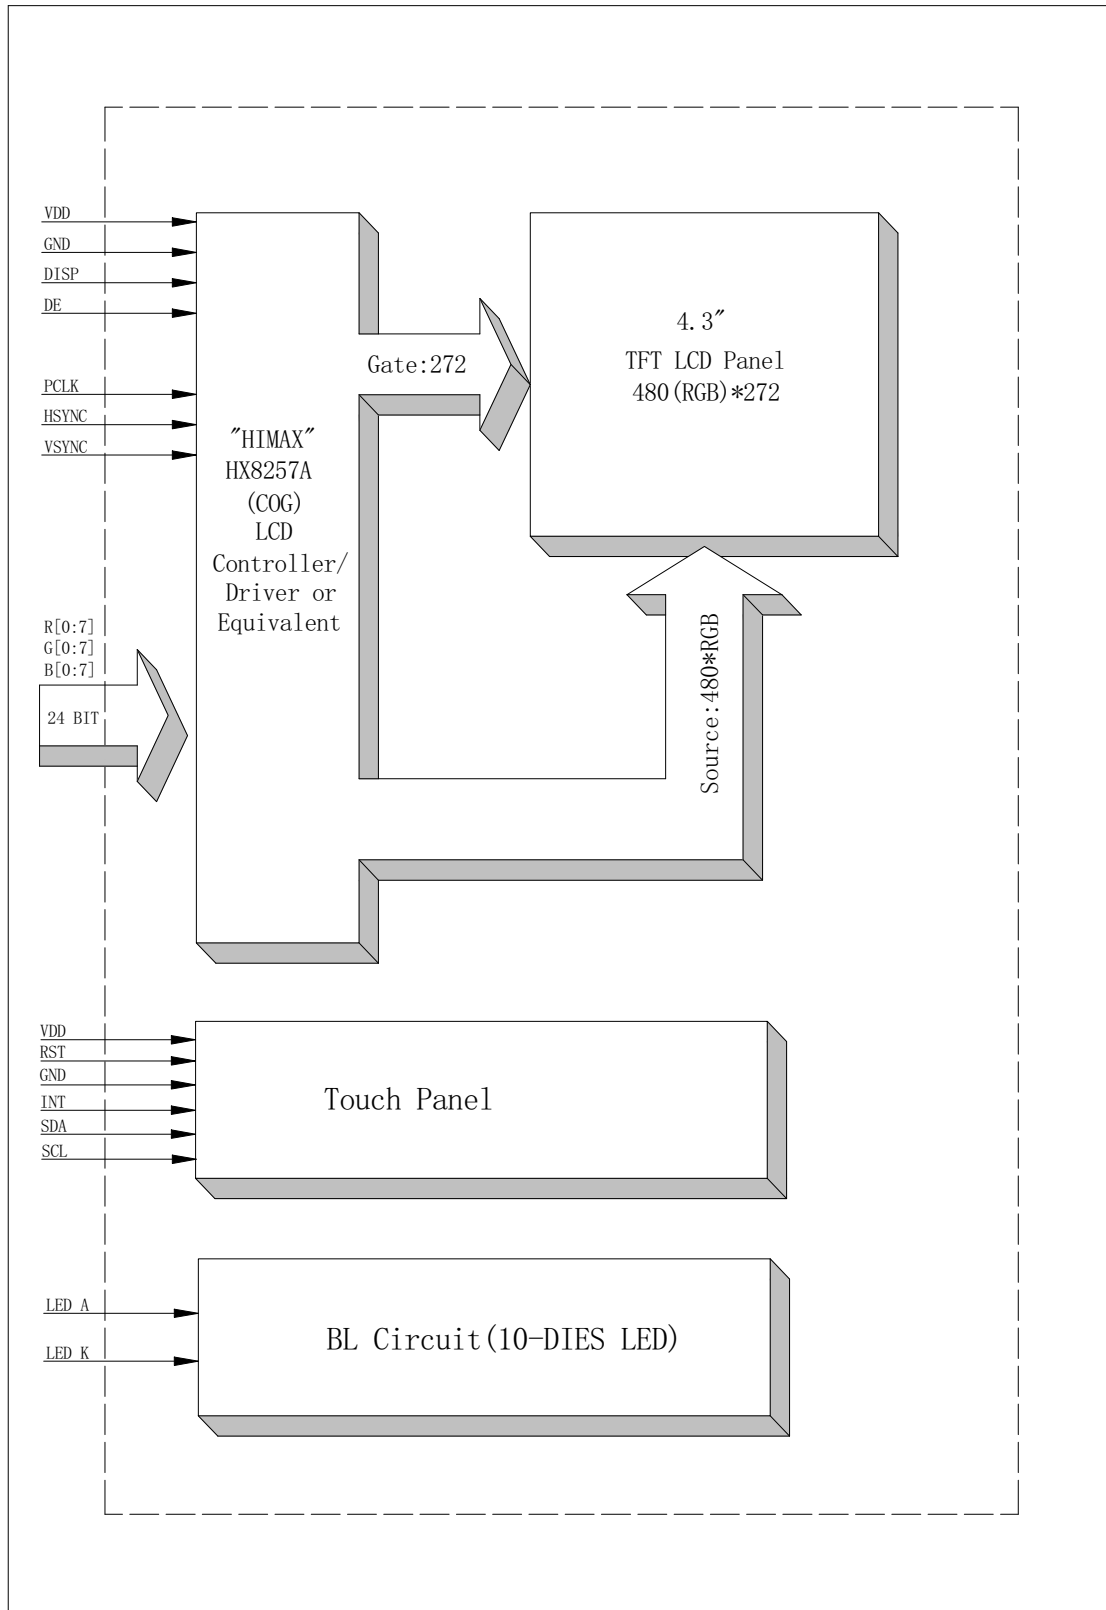 VDD
GND
DISP
DE
PCLK
HSYNC
VSYNC
R[0:7]
G[0:7]
B[0:7]
24 BIT
"HIMAX"
HX8257A
(COG)
LCD
Controller/
Driver or
Equivalent
Gate:272
4.3"
TFT LCD Panel
480(RGB)*272
Source:480*RGB
VDD
RST
GND
INT
SDA
SCL
Touch Panel
LED A
LED K
BL Circuit(10-DIES LED)